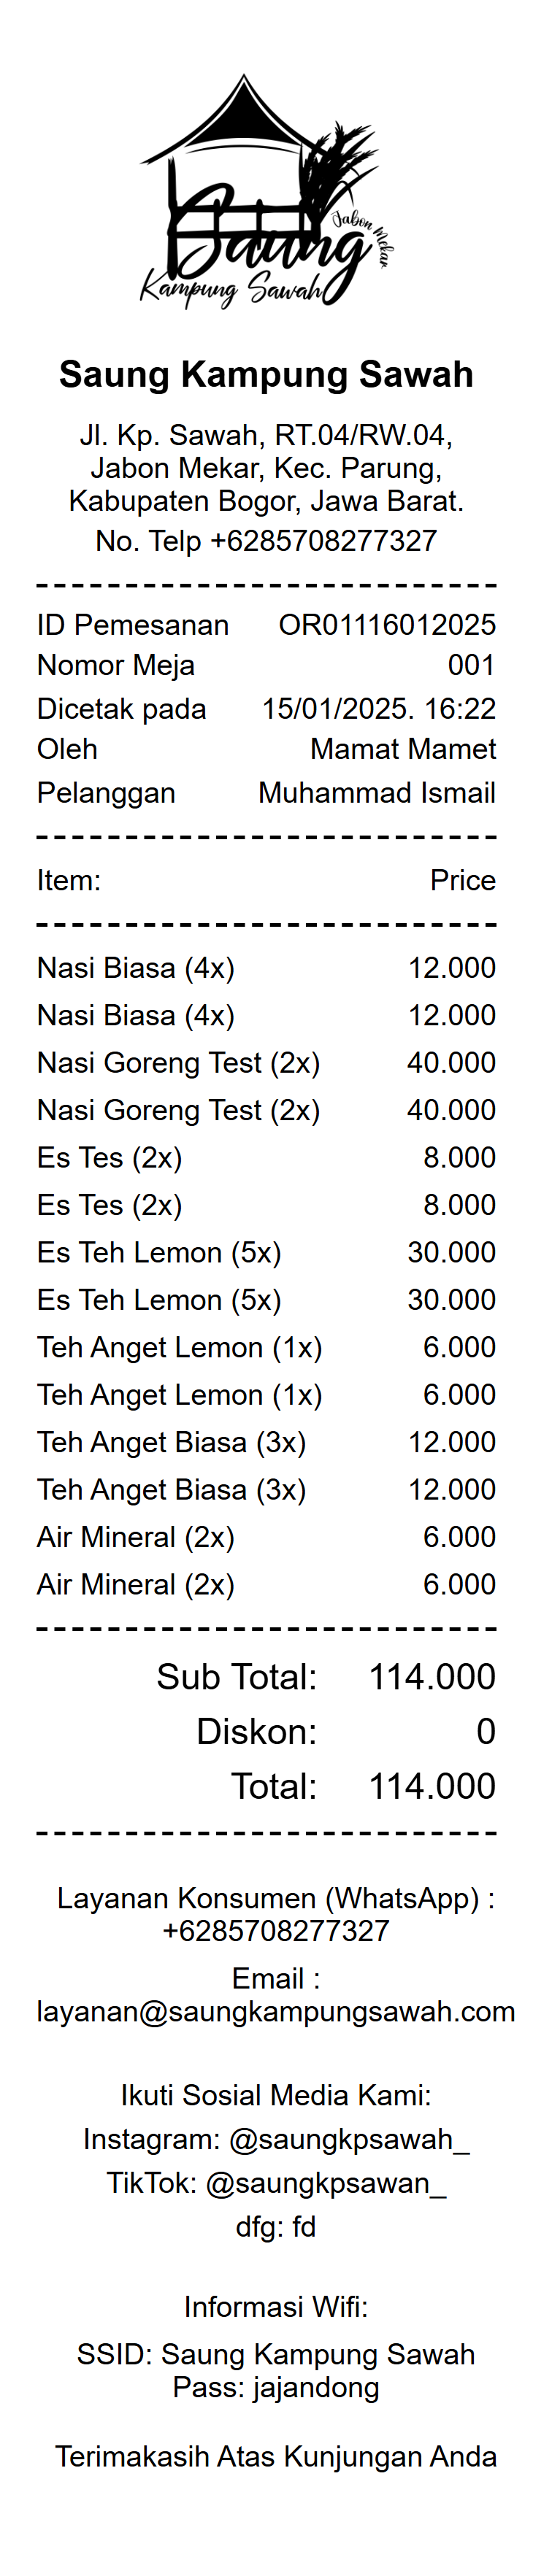 Saung
Jabon Mekar
Kampung Sawah
Saung Kampung Sawah
Jl. Kp. Sawah, RT.04/RW.04,
Jabon Mekar, Kec. Parung,
Kabupaten Bogor, Jawa Barat.
No. Telp +6285708277327
ID Pemesanan OR01116012025
Nomor Meja 001
Dicetak pada 15/01/2025. 16:22
Oleh Mamat Mamet
Pelanggan Muhammad Ismail
Item: Price
Nasi Biasa (4x) 12.000
Nasi Biasa (4x) 12.000
Nasi Goreng Test (2x) 40.000
Nasi Goreng Test (2x) 40.000
Es Tes (2x) 8.000
Es Tes (2x) 8.000
Es Teh Lemon (5x) 30.000
Es Teh Lemon (5x) 30.000
Teh Anget Lemon (1x) 6.000
Teh Anget Lemon (1x) 6.000
Teh Anget Biasa (3x) 12.000
Teh Anget Biasa (3x) 12.000
Air Mineral (2x) 6.000
Air Mineral (2x) 6.000
Sub Total: 114.000
Diskon: 0
Total: 114.000
Layanan Konsumen (WhatsApp) :
+6285708277327
Email :
layanan@saungkampungsawah.com
Ikuti Sosial Media Kami:
Instagram: @saungkpsawah_
TikTok: @saungkpsawan_
dfg: fd
Informasi Wifi:
SSID: Saung Kampung Sawah
Pass: jajandong
Terimakasih Atas Kunjungan Anda